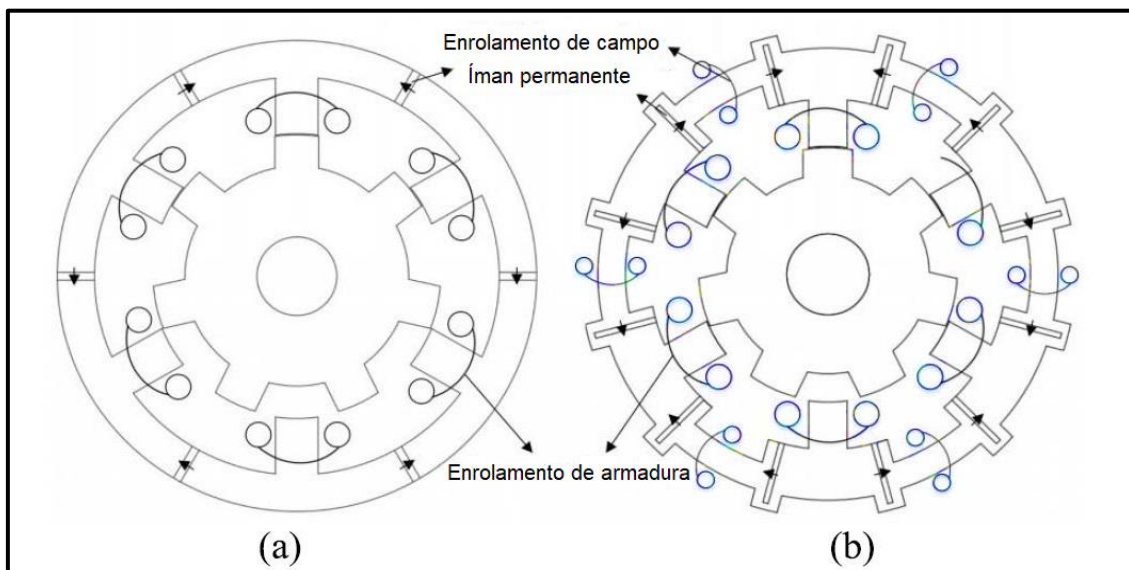 Enrolamento de campo
Íman permanente
Enrolamento de armadura
(a)
(b)